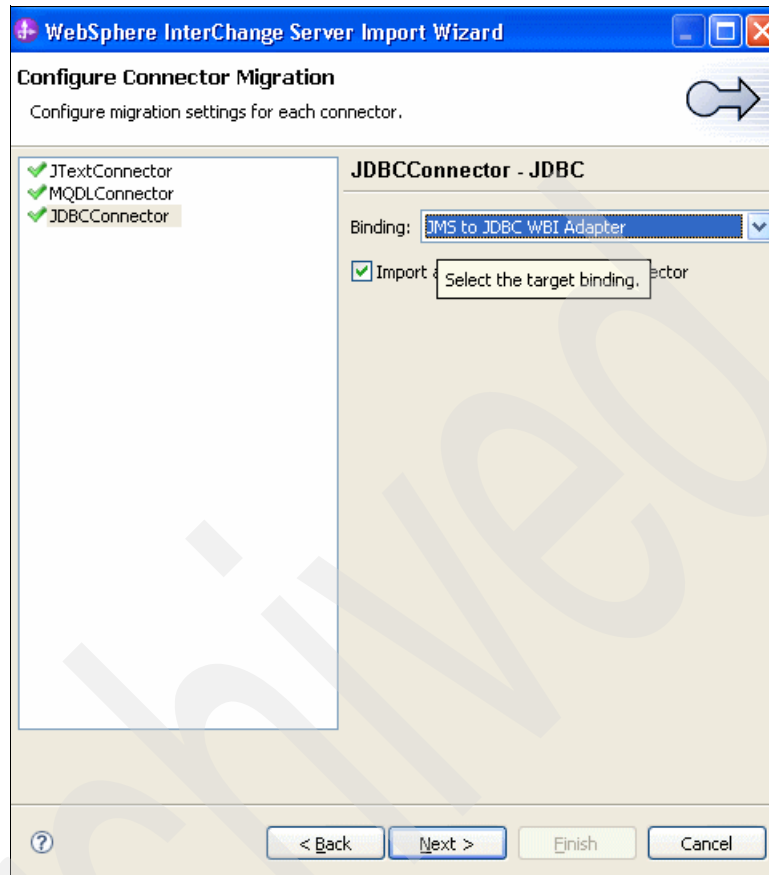 WebSphere InterChange Server Import Wizard
Configure Connector Migration
Configure migration settings for each connector.
JTextConnector
MQDLConnector
JDBCConnector
JDBCConnector - JDBC
Binding: JMS to JDBC WBI Adapter
Import
Select the target binding.
ector
?
< Back
Next >
Finish
Cancel